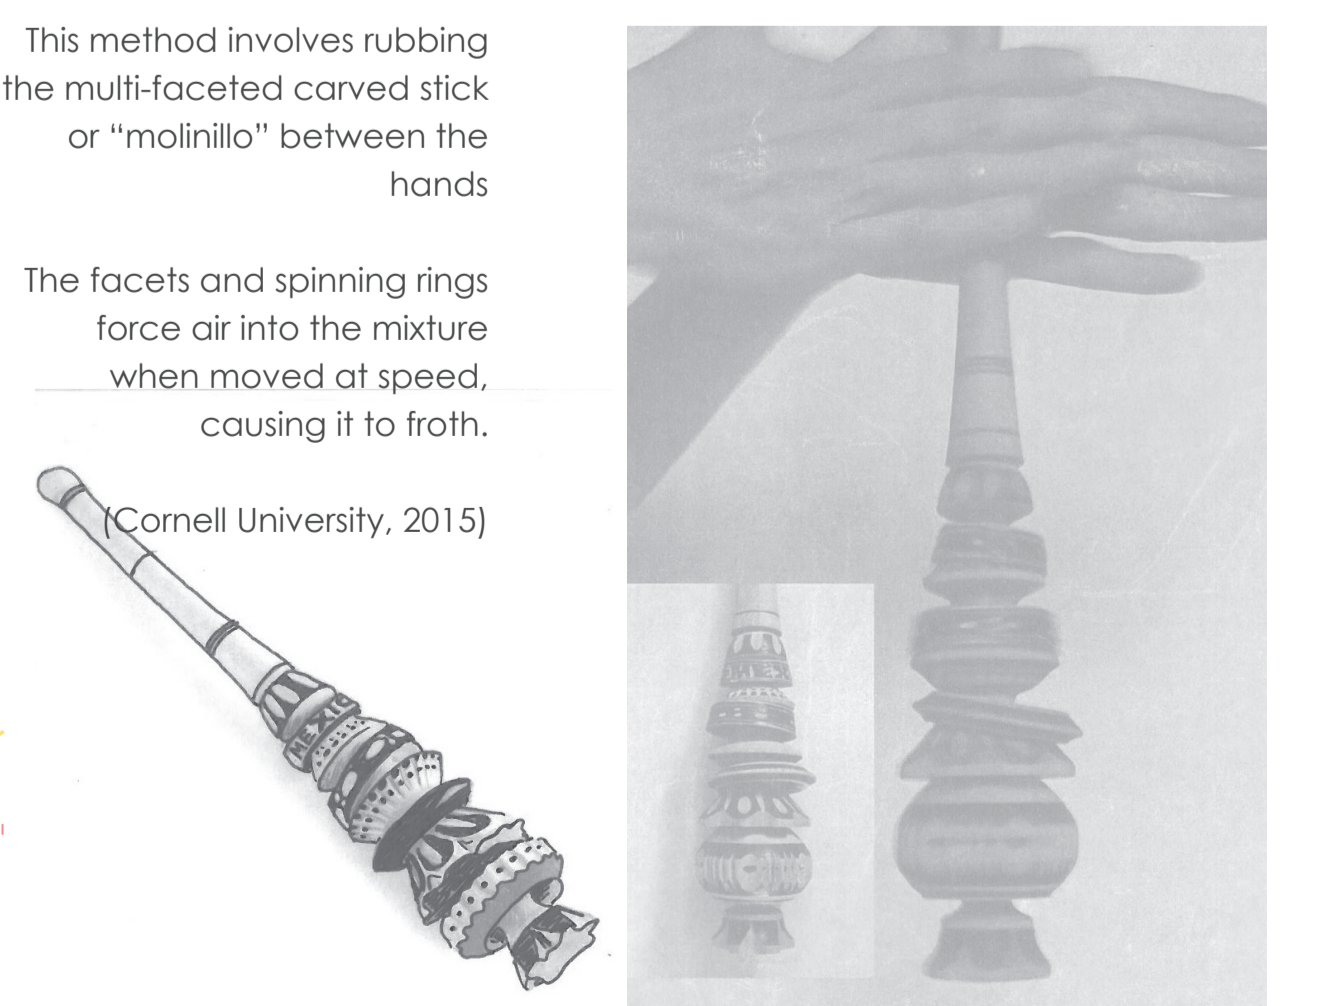 This method involves rubbing
the multi-faceted carved stick
or “molinillo” between the
hands
The facets and spinning rings
force air into the mixture
when moved at speed,
causing it to froth.
(Cornell University, 2015)
MEXICO